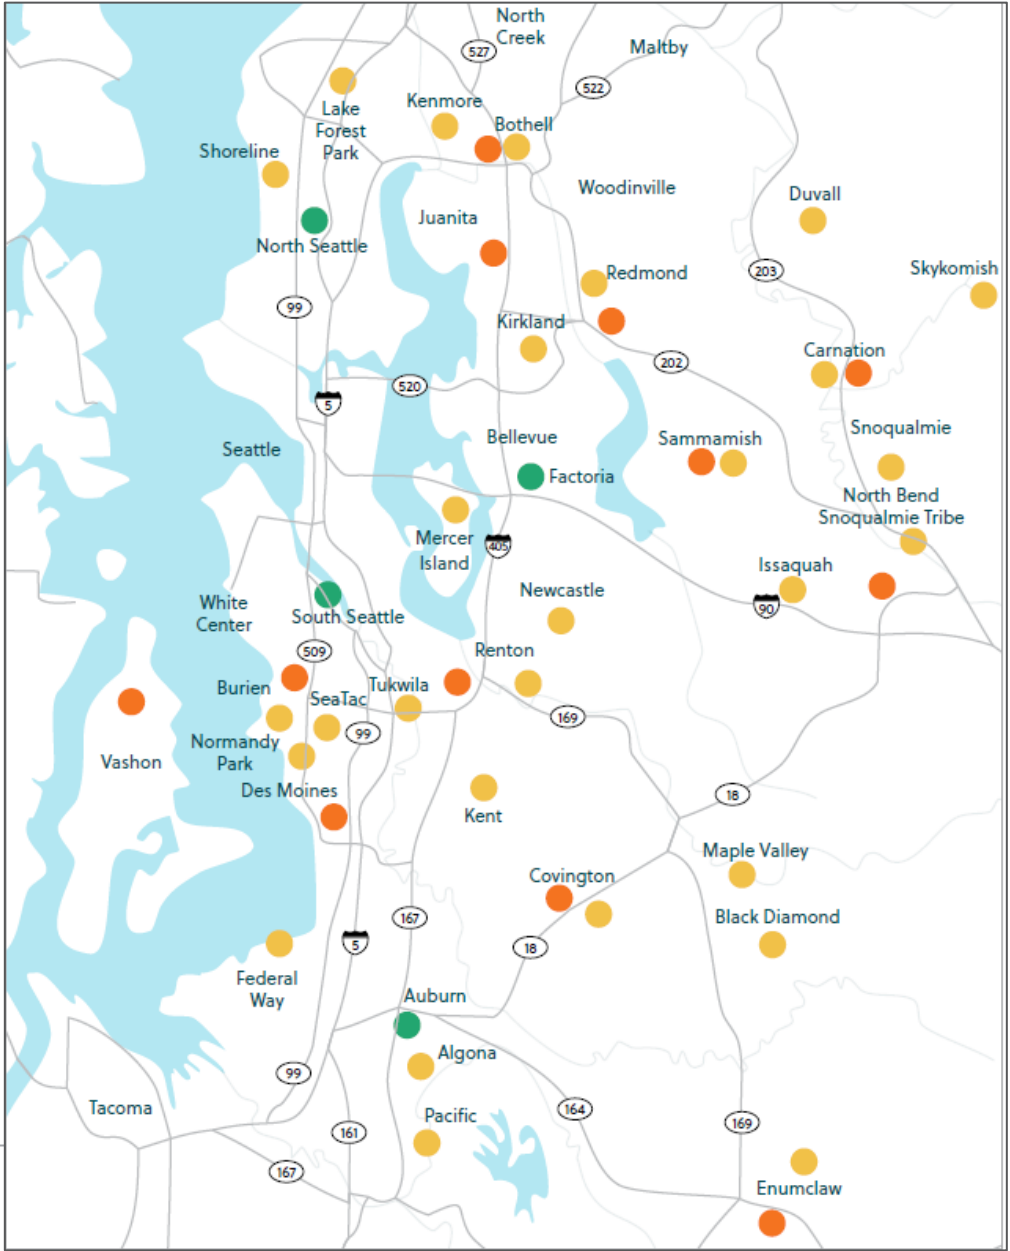 North
Creek
527
Maltby
522
Lake
Forest
Park
Kenmore
Bothell
Shoreline
Woodinville
Duvall
Juanita
North Seattle
Redmond
203
Skykomish
99
Kirkland
202
Carnation
520
5
Snoqualmie
Seattle
Bellevue
Sammamish
Factoria
North Bend
Snoqualmie Tribe
Mercer
Island
405
Issaquah
Newcastle
90
White
Center
South Seattle
509
Renton
Burien
SeaTac
Tukwila
169
99
Normandy
Park
Vashon
Des Moines
18
Kent
Maple Valley
Covington
167
Black Diamond
5
18
Federal
Way
Auburn
Algona
99
Tacoma
Pacific
164
161
169
167
Enumclaw